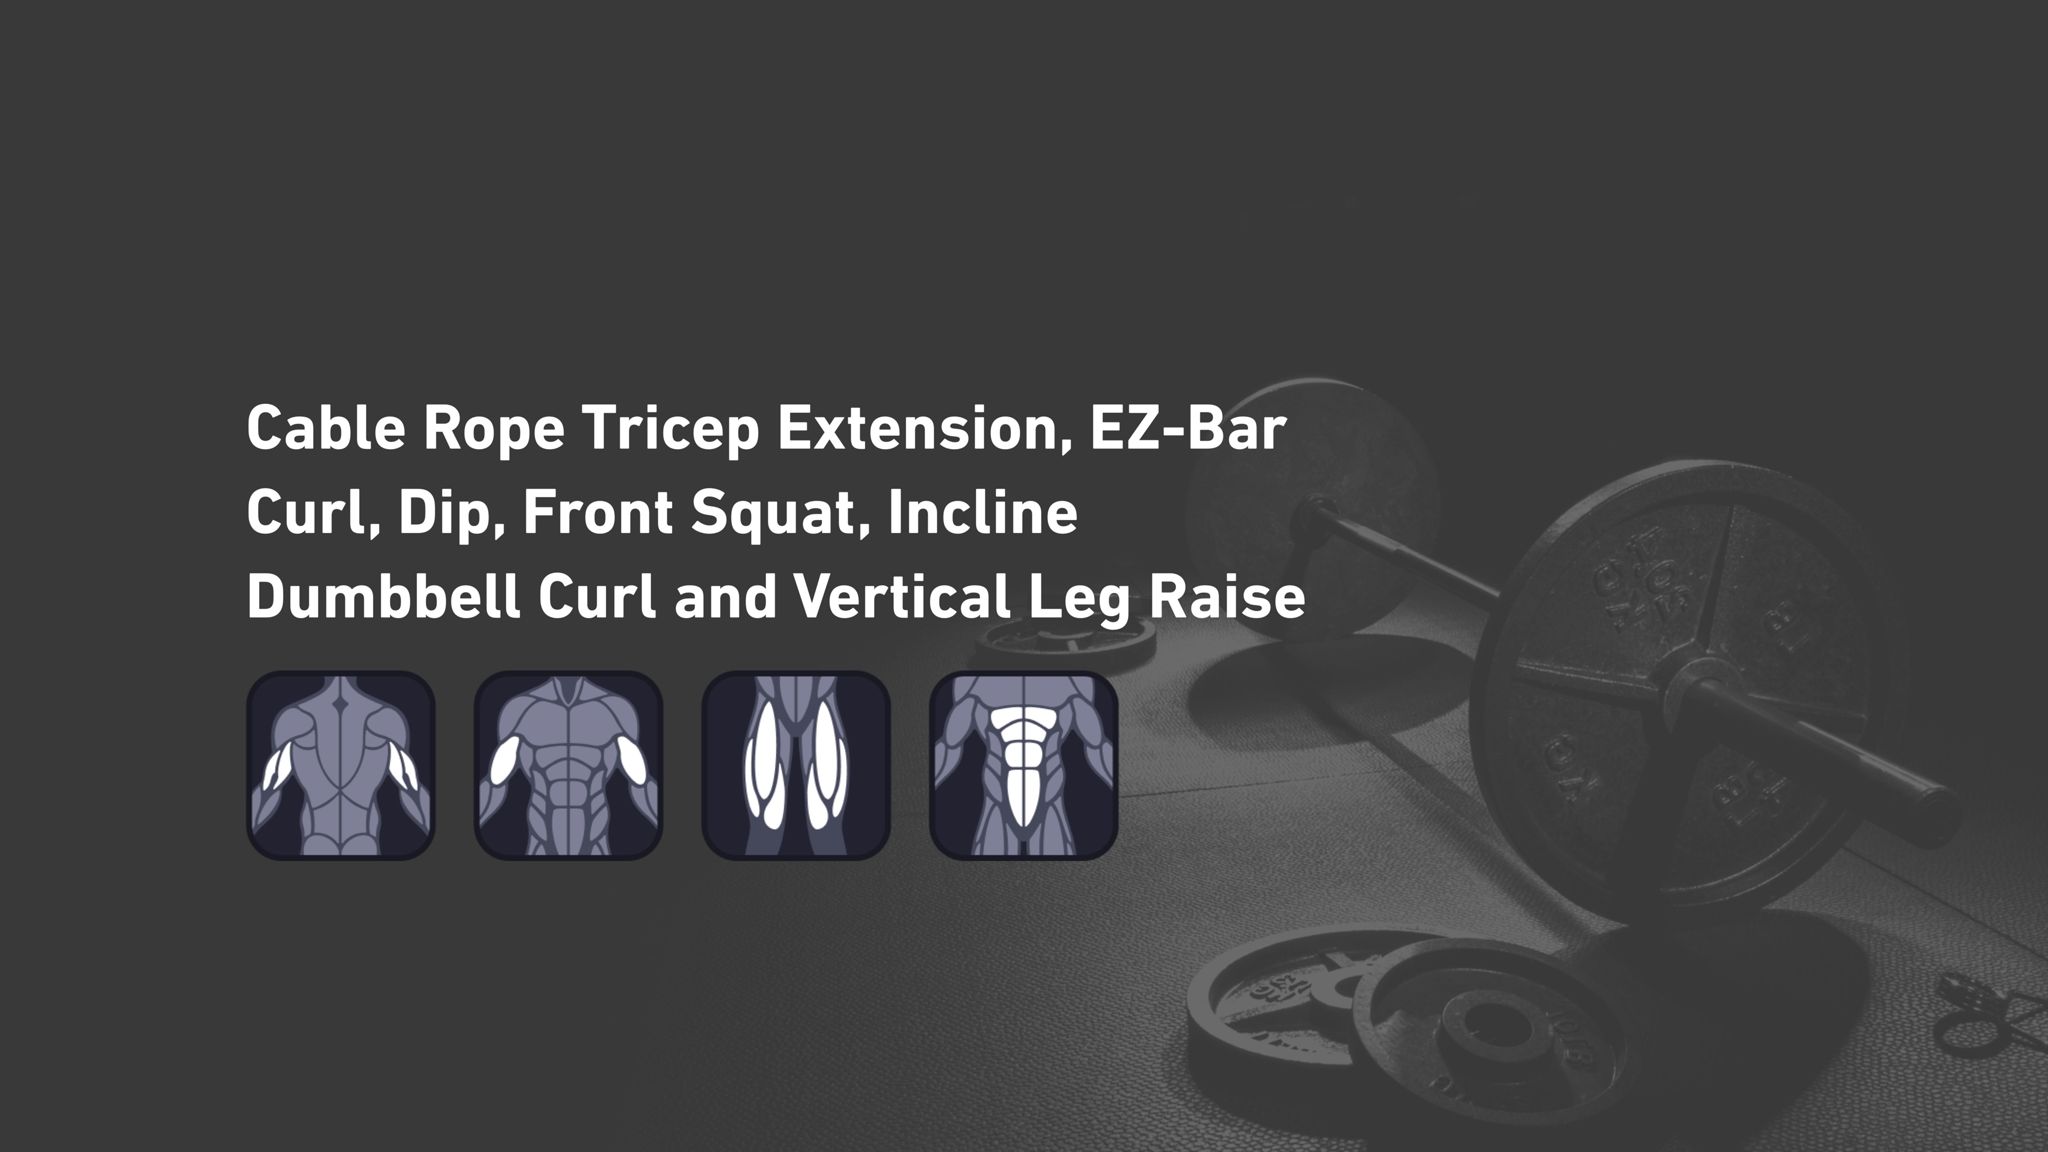 Cable Rope Tricep Extension, EZ-Bar
Curl, Dip, Front Squat, Incline
Dumbbell Curl and Vertical Leg Raise